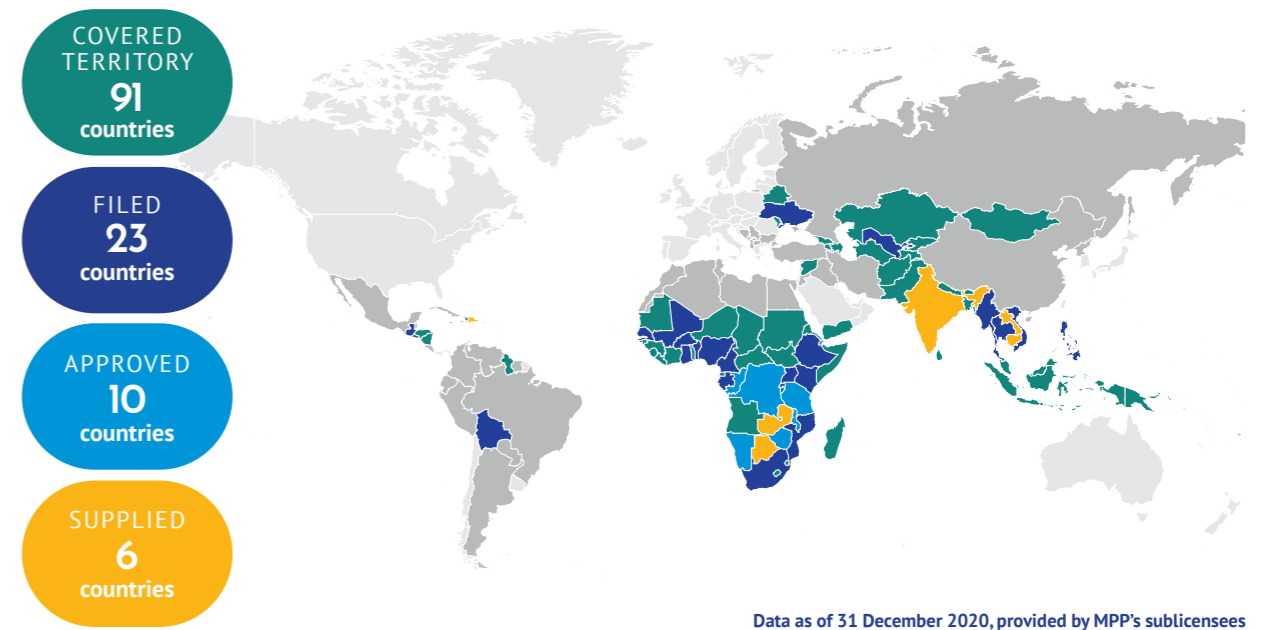 COVERED
TERRITORY
91
countries
FILED
23
countries
APPROVED
10
countries
SUPPLIED
6
countries
Data as of 31 December 2020, provided by MPP's sublicensees